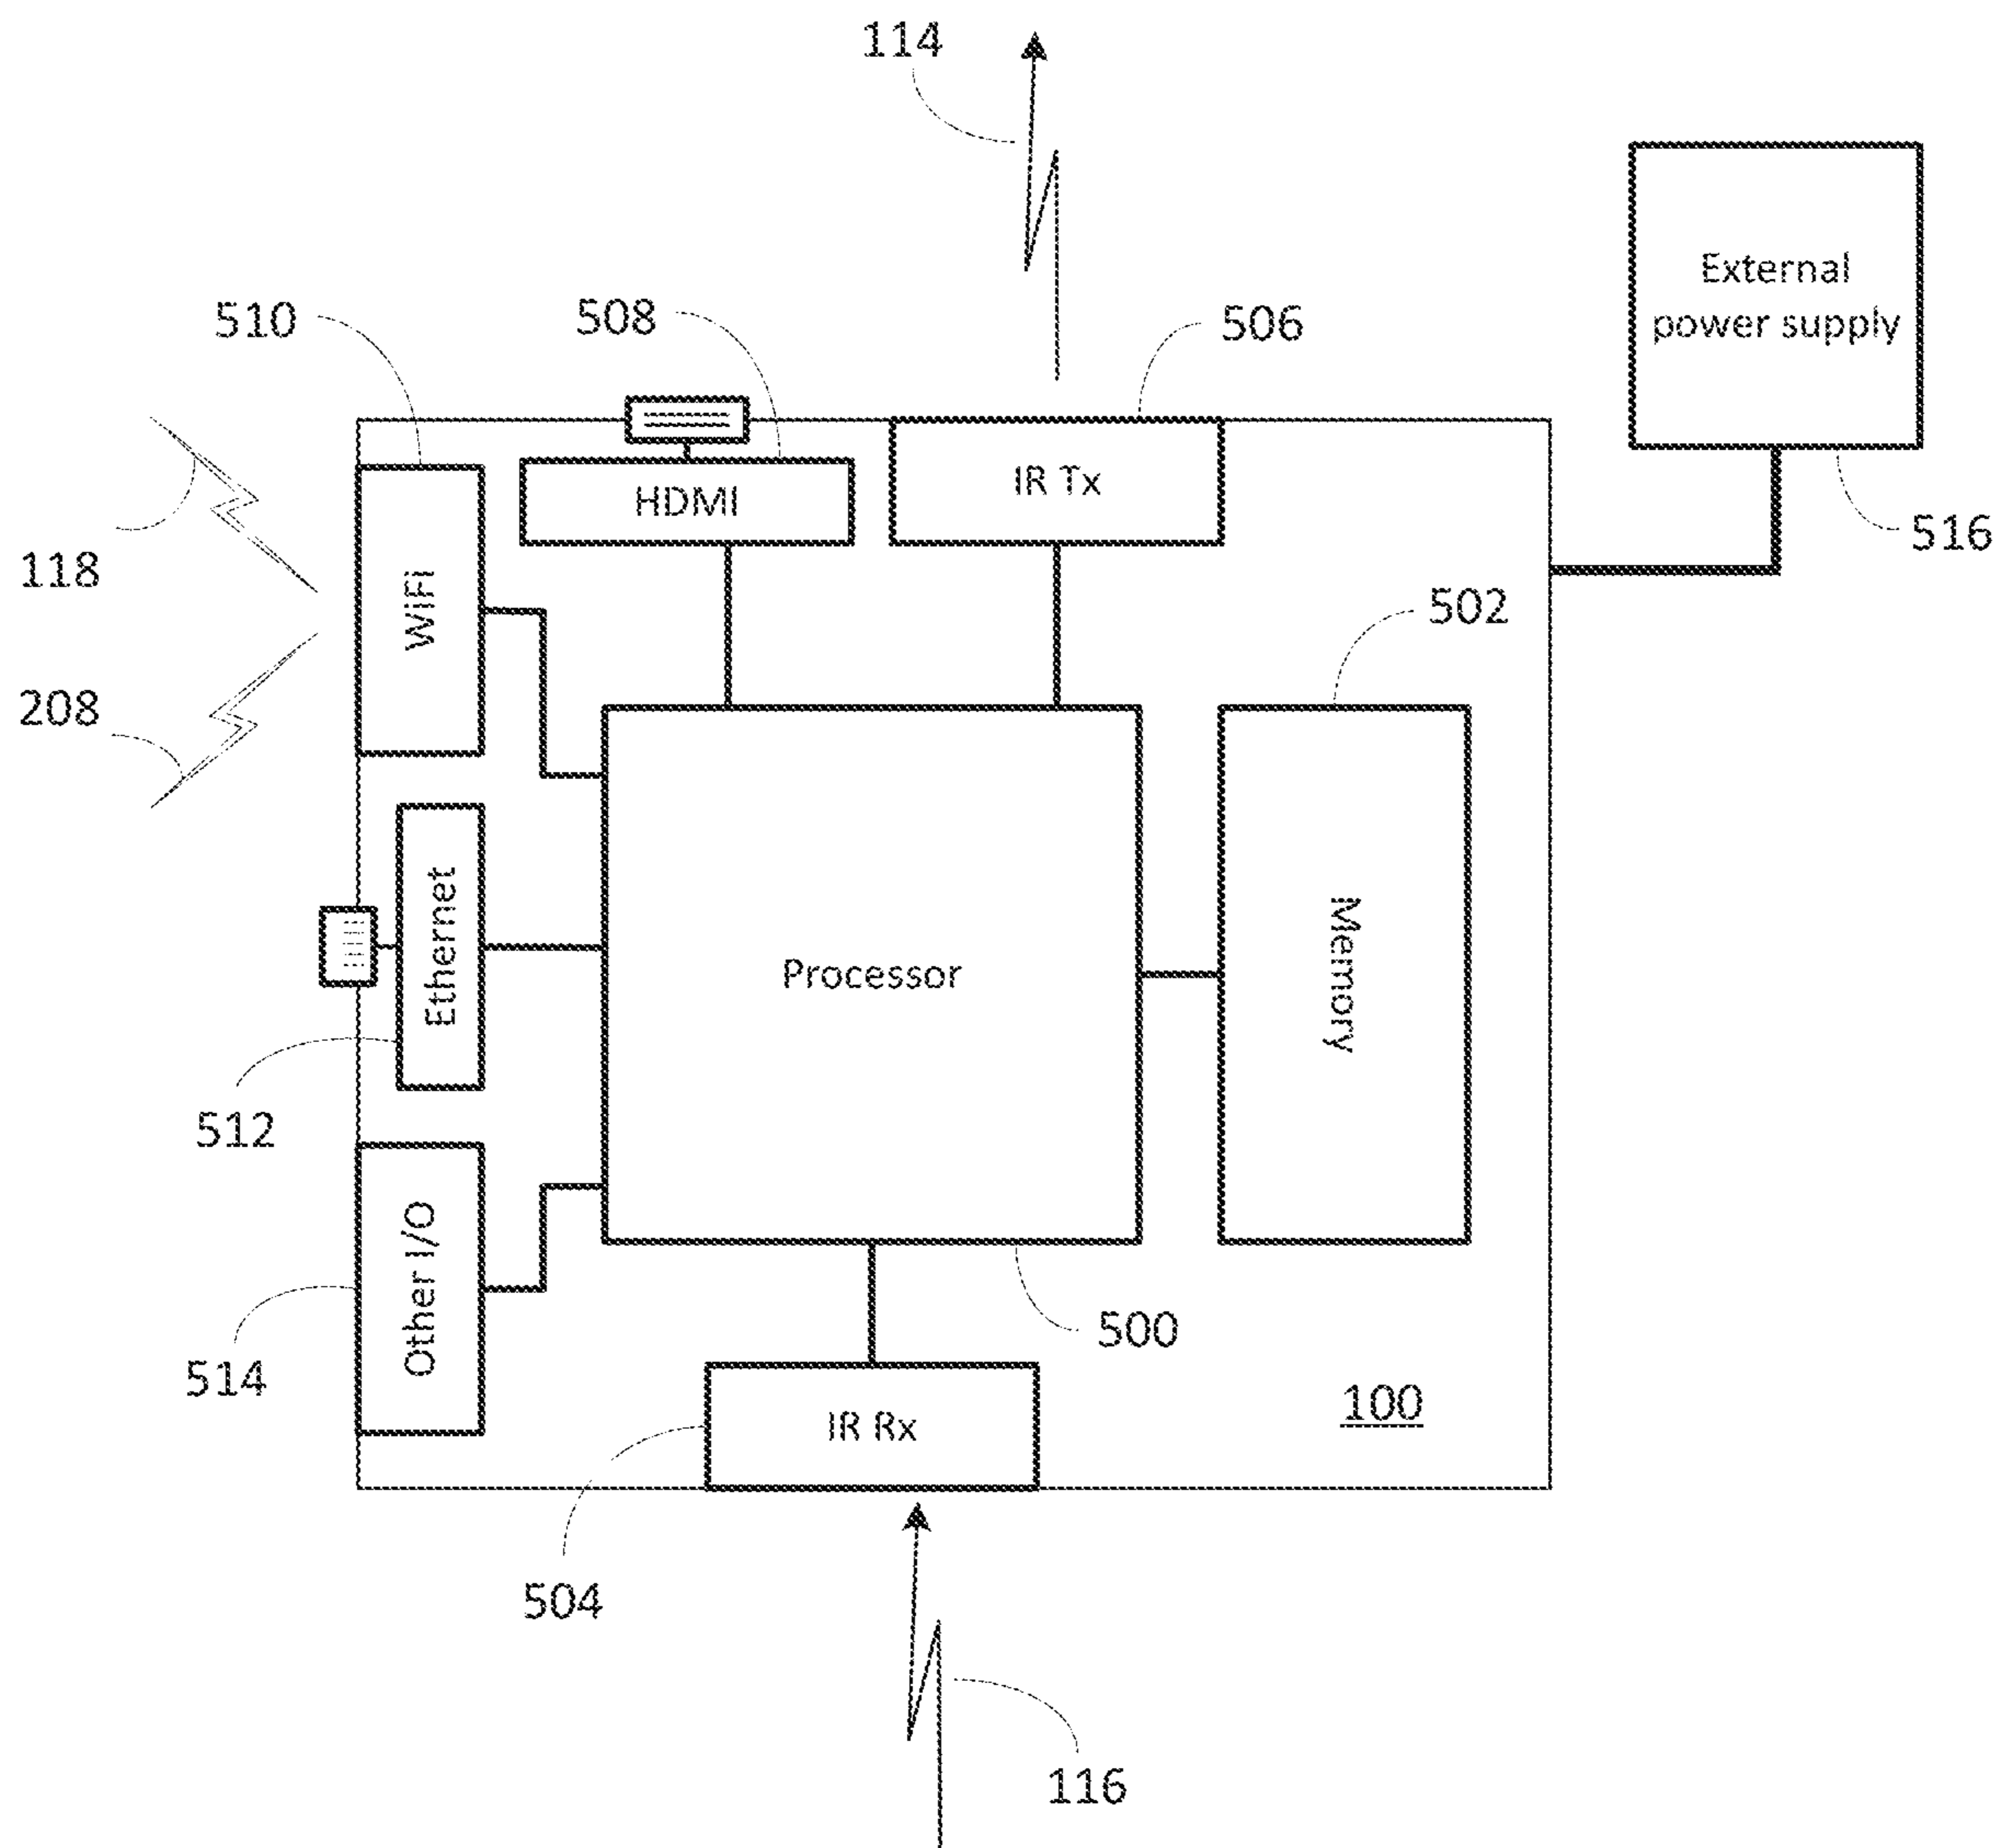 114
External
power supply
510
508
506
516
HDMI
IR Tx
118
WiFi
502
208
Ethernet
Processor
Memory
512
Other I/O
500
514
100
IR Rx
504
116